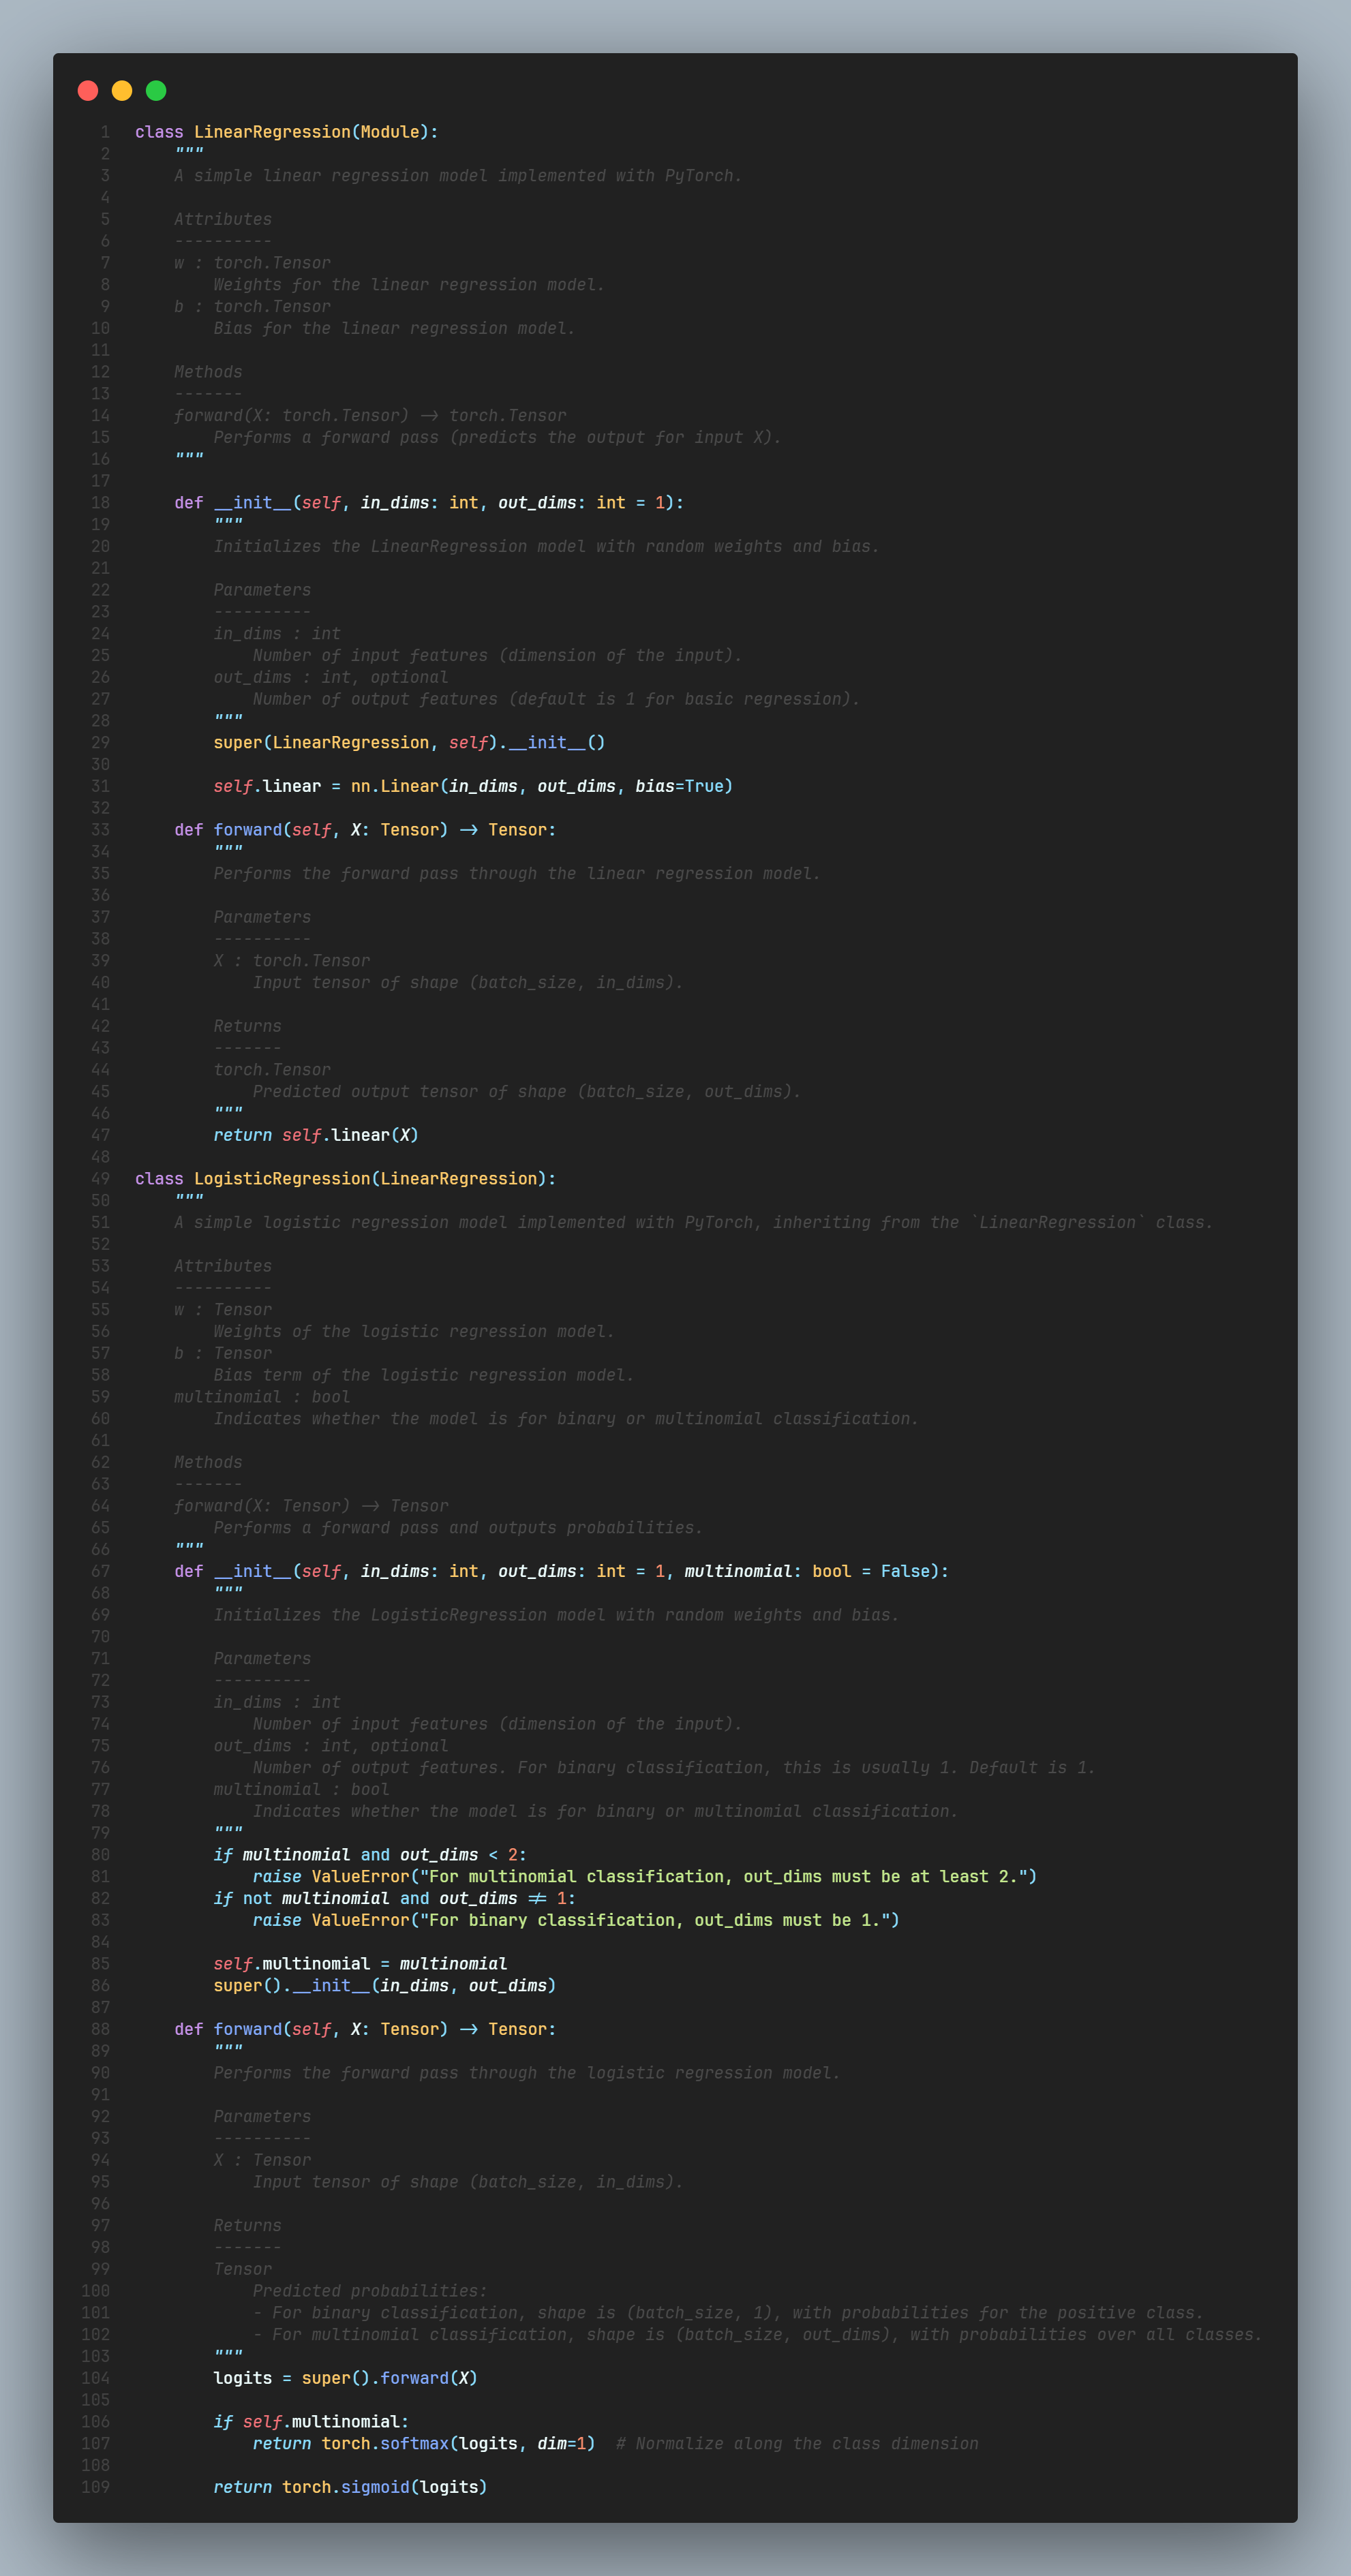 1 class LinearRegression(Module):
2     """
3     A simple linear regression model implemented with PyTorch.
4
5     Attributes
6     ----------
7     w : torch.Tensor
8         Weights for the linear regression model.
9     b : torch.Tensor
10         Bias for the linear regression model.
11
12     Methods
13     -------
14     forward(X: torch.Tensor) -> torch.Tensor
15         Performs a forward pass (predicts the output for input X).
16     """
17
18     def __init__(self, in_dims: int, out_dims: int = 1):
19         """
20         Initializes the LinearRegression model with random weights and bias.
21
22         Parameters
23         ----------
24         in_dims : int
25             Number of input features (dimension of the input).
26         out_dims : int, optional
27             Number of output features (default is 1 for basic regression).
28         """
29         super(LinearRegression, self).__init__()
30
31         self.linear = nn.Linear(in_dims, out_dims, bias=True)
32
33     def forward(self, X: Tensor) -> Tensor:
34         """
35         Performs the forward pass through the linear regression model.
36
37         Parameters
38         ----------
39         X : torch.Tensor
40             Input tensor of shape (batch_size, in_dims).
41
42         Returns
43         -------
44         torch.Tensor
45             Predicted output tensor of shape (batch_size, out_dims).
46         """
47         return self.linear(X)
48
49 class LogisticRegression(LinearRegression):
50     """
51     A simple logistic regression model implemented with PyTorch, inheriting from the `LinearRegression` class.
52
53     Attributes
54     ----------
55     w : Tensor
56         Weights of the logistic regression model.
57     b : Tensor
58         Bias term of the logistic regression model.
59     multinomial : bool
60         Indicates whether the model is for binary or multinomial classification.
61
62     Methods
63     -------
64     forward(X: Tensor) -> Tensor
65         Performs a forward pass and outputs probabilities.
66     """
67     def __init__(self, in_dims: int, out_dims: int = 1, multinomial: bool = False):
68         """
69         Initializes the LogisticRegression model with random weights and bias.
70
71         Parameters
72         ----------
73         in_dims : int
74             Number of input features (dimension of the input).
75         out_dims : int, optional
76             Number of output features. For binary classification, this is usually 1. Default is 1.
77         multinomial : bool
78             Indicates whether the model is for binary or multinomial classification.
79         """
80         if multinomial and out_dims < 2:
81             raise ValueError("For multinomial classification, out_dims must be at least 2.")
82         if not multinomial and out_dims != 1:
83             raise ValueError("For binary classification, out_dims must be 1.")
84
85         self.multinomial = multinomial
86         super().__init__(in_dims, out_dims)
87
88     def forward(self, X: Tensor) -> Tensor:
89         """
90         Performs the forward pass through the logistic regression model.
91
92         Parameters
93         ----------
94         X : Tensor
95             Input tensor of shape (batch_size, in_dims).
96
97         Returns
98         -------
99         Tensor
100             Predicted probabilities:
101             - For binary classification, shape is (batch_size, 1), with probabilities for the positive class.
102             - For multinomial classification, shape is (batch_size, out_dims), with probabilities over all classes.
103         """
104         logits = super().forward(X)
105
106         if self.multinomial:
107             return torch.softmax(logits, dim=1)  # Normalize along the class dimension
108
109         return torch.sigmoid(logits)